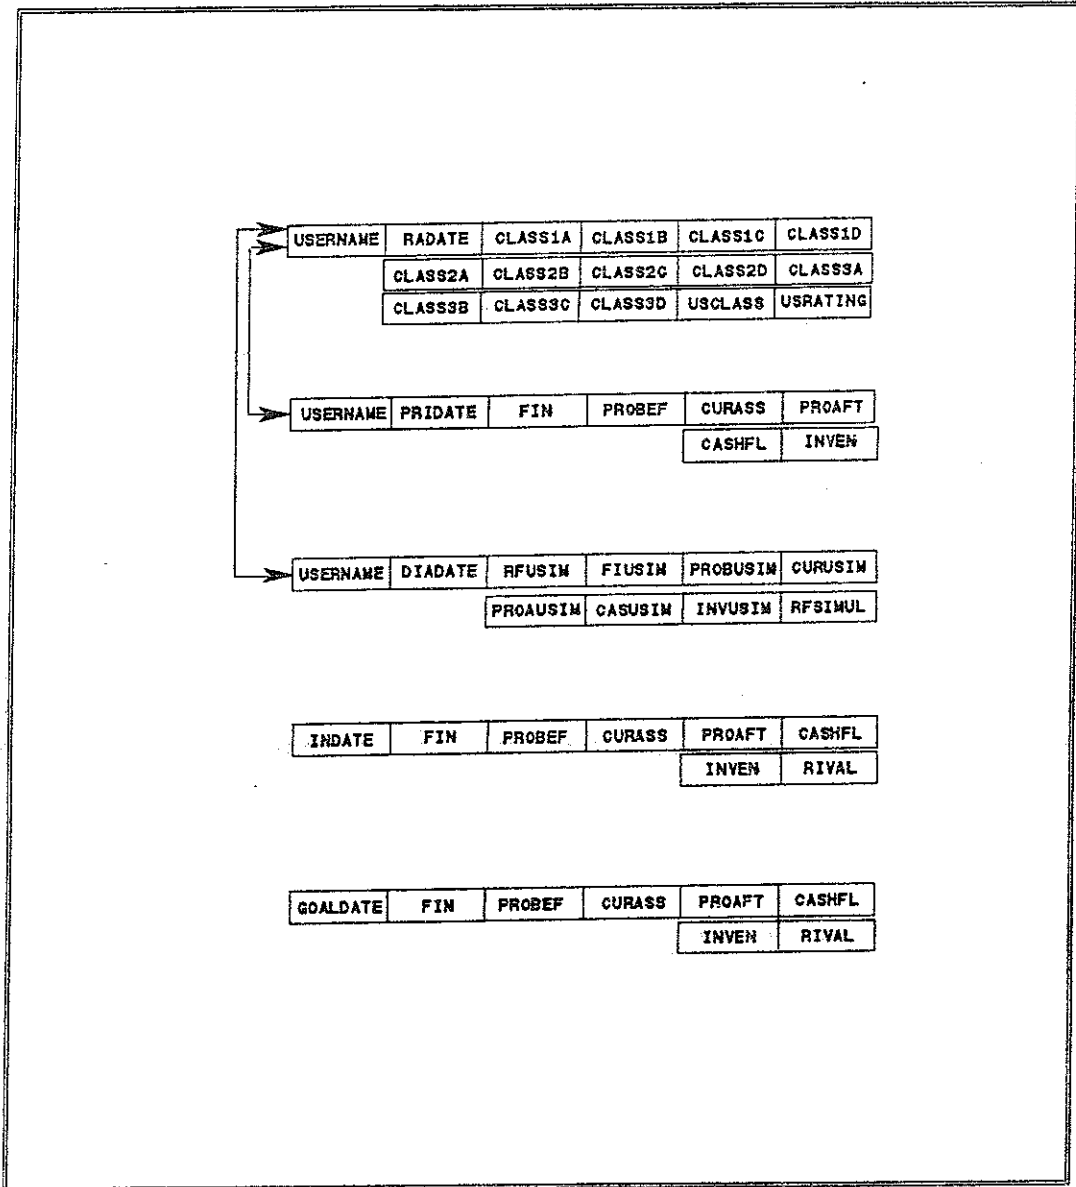 USERNAME RADATE CLASS1A CLASS1B CLASS1C CLASS1D
CLASS2A CLASS2B CLASS2C CLASS2D CLASS3A
CLASS3B CLASS3C CLASS3D USCLASS USRATING
USERNAME PRIDATE FIN PROBEF CURASS PROAFT
CASHFL INVEN
USERNAME DIADATE RFUSIM FIUSIM PROBUSIM CURUSIM
PROAUSIM CASUSIM INVUSIM RFSIMUL
INDATE FIN PROBEF CURASS PROAFT CASHFL
INVEN RIVAL
GOALDATE FIN PROBEF CURASS PROAFT CASHFL
INVEN RIVAL